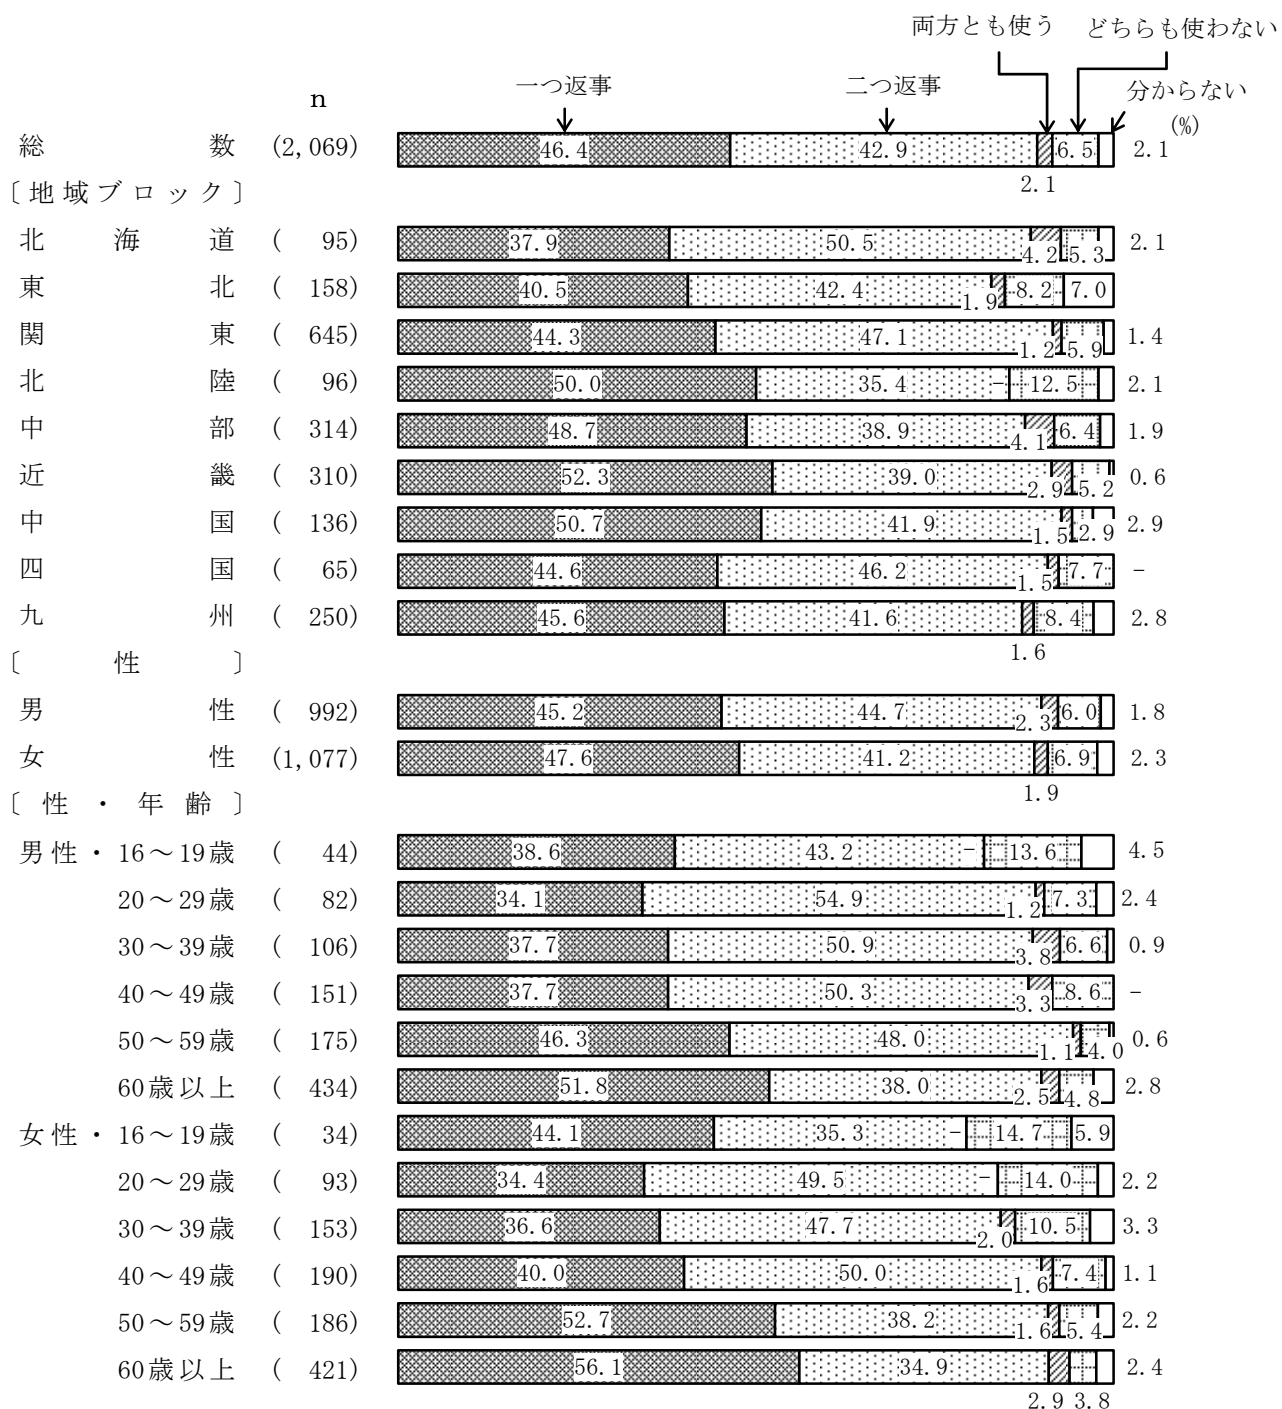 両方とも使う どちらも使わない
一つ返事 二つ返事 分からない
n (%)
総数 (2,069) 46.4 42.9 6.5 2.1
2.1
〔地域ブロック〕
北海道 ( 95) 37.9 50.5 4.2 5.3 2.1
東北 ( 158) 40.5 42.4 1.9 8.2 7.0
関東 ( 645) 44.3 47.1 1.2 5.9 1.4
北陸 ( 96) 50.0 35.4 − 12.5 2.1
中部 ( 314) 48.7 38.9 4.1 6.4 1.9
近畿 ( 310) 52.3 39.0 2.9 5.2 0.6
中国 ( 136) 50.7 41.9 1.5 2.9 2.9
四国 ( 65) 44.6 46.2 1.5 7.7 −
九州 ( 250) 45.6 41.6 8.4 2.8
1.6
〔性〕
男性 ( 992) 45.2 44.7 2.3 6.0 1.8
女性 (1,077) 47.6 41.2 6.9 2.3
1.9
〔性・年齢〕
男性・16〜19歳 ( 44) 38.6 43.2 − 13.6 4.5
20〜29歳 ( 82) 34.1 54.9 1.2 7.3 2.4
30〜39歳 ( 106) 37.7 50.9 3.8 6.6 0.9
40〜49歳 ( 151) 37.7 50.3 3.3 8.6 −
50〜59歳 ( 175) 46.3 48.0 1.1 4.0 0.6
60歳以上 ( 434) 51.8 38.0 2.5 4.8 2.8
女性・16〜19歳 ( 34) 44.1 35.3 − 14.7 5.9
20〜29歳 ( 93) 34.4 49.5 − 14.0 2.2
30〜39歳 ( 153) 36.6 47.7 2.0 10.5 3.3
40〜49歳 ( 190) 40.0 50.0 1.6 7.4 1.1
50〜59歳 ( 186) 52.7 38.2 1.6 5.4 2.2
60歳以上 ( 421) 56.1 34.9 2.4
2.9 3.8